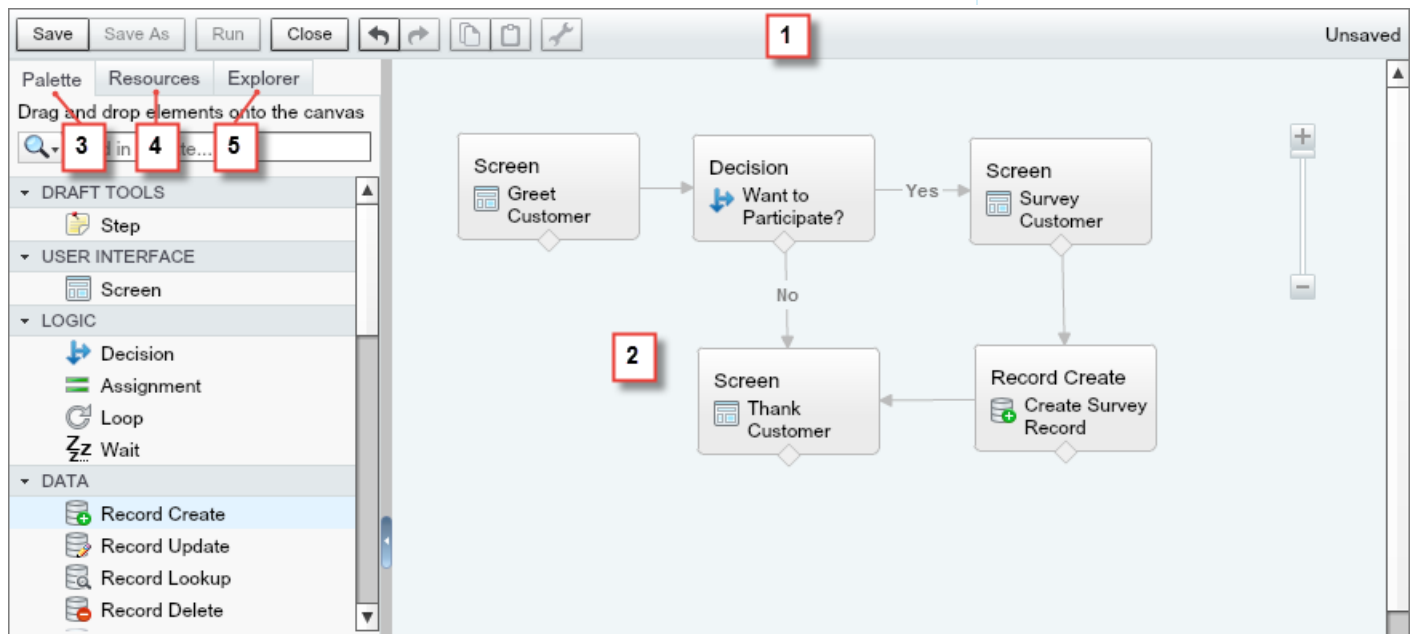 Save Save As Run Close 1 Unsaved
Palette Resources Explorer
Drag and drop elements onto the canvas
3 d in 4 te... 5
DRAFT TOOLS
Step
USER INTERFACE
Screen
LOGIC
Decision
Assignment
Loop
Wait
DATA
Record Create
Record Update
Record Lookup
Record Delete
Screen
Greet
Customer
Decision
Want to
Participate?
Yes
Screen
Survey
Customer
No
2
Screen
Thank
Customer
Record Create
Create Survey
Record